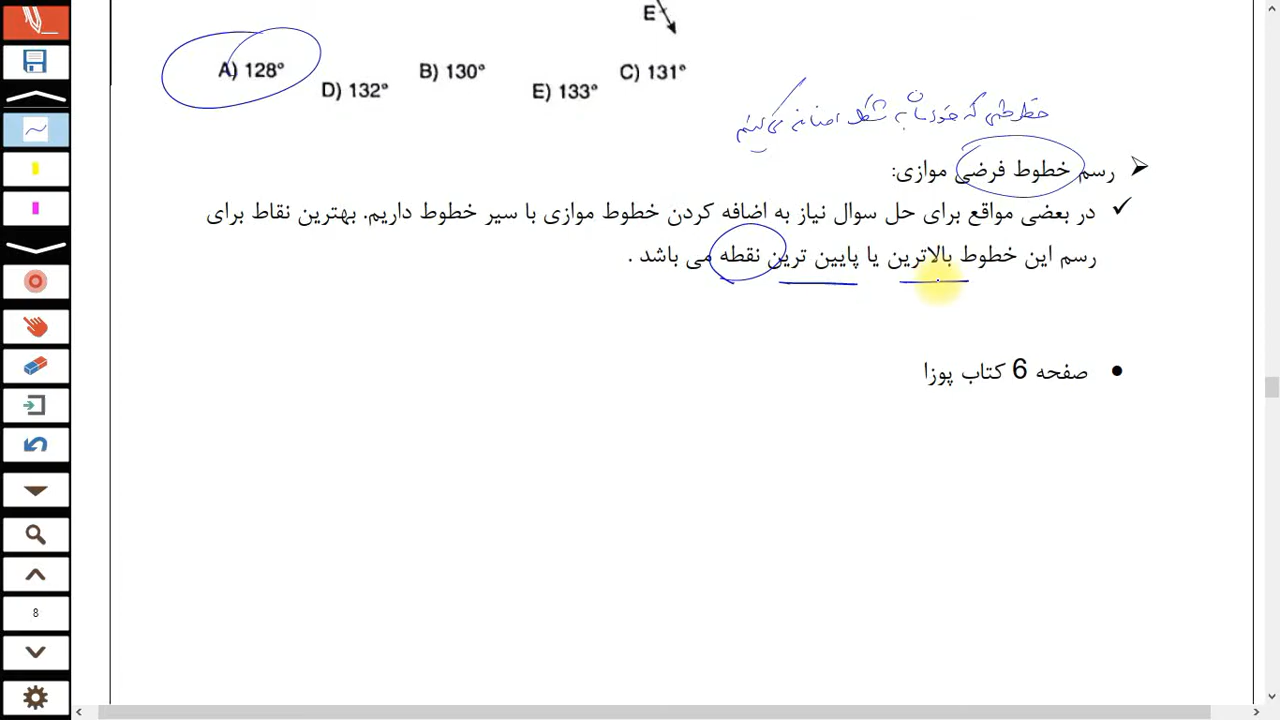 E
A) 128° B) 130° C) 131°
D) 132° E) 133°
خطوطی که خودمان به شکل اضافه می کنیم
رسم خطوط فرضی موازی:
در بعضی مواقع برای حل سوال نیاز به اضافه کردن خطوط موازی با سیر خطوط داریم. بهترین نقاط برای
رسم این خطوط بالاترین یا پایین ترین نقطه می باشد .
صفحه 6 کتاب پوزا
8